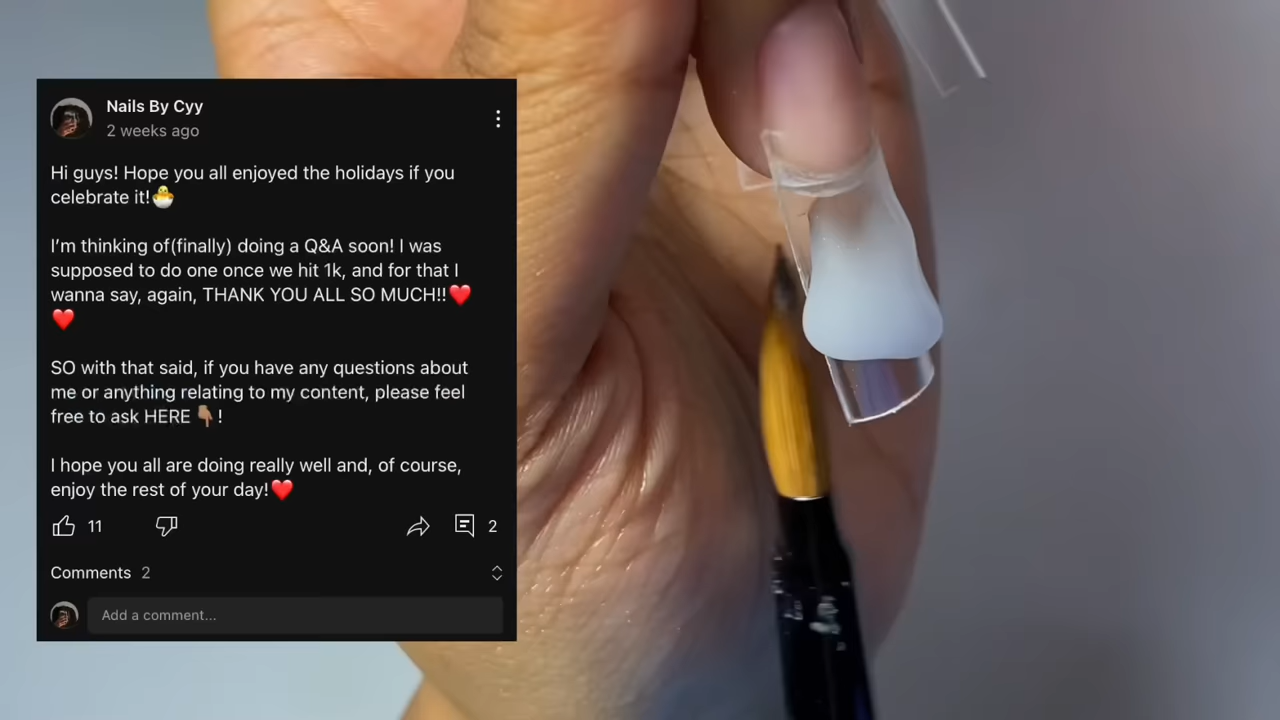 Nails By Cyy
2 weeks ago
Hi guys! Hope you all enjoyed the holidays if you
celebrate it!🐣
I'm thinking of(finally) doing a Q&A soon! I was
supposed to do one once we hit 1k, and for that I
wanna say, again, THANK YOU ALL SO MUCH!!❤️
❤️
SO with that said, if you have any questions about
me or anything relating to my content, please feel
free to ask HERE👇🏽!
I hope you all are doing really well and, of course,
enjoy the rest of your day!❤️
11
2
Comments 2
Add a comment...